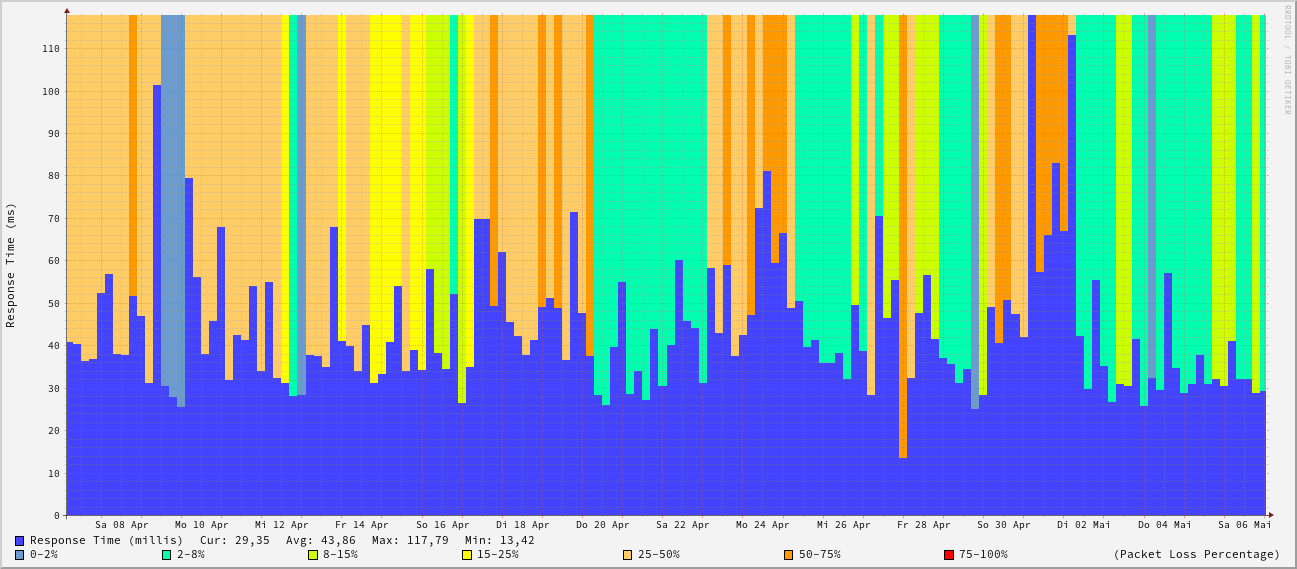 RRDTOOL / TOBI OETIKER
Response Time (ms)
110
100
90
80
70
60
50
40
30
20
10
0
Sa 08 Apr Mo 10 Apr Mi 12 Apr Fr 14 Apr So 16 Apr Di 18 Apr Do 20 Apr Sa 22 Apr Mo 24 Apr Mi 26 Apr Fr 28 Apr So 30 Apr Di 02 Mai Do 04 Mai Sa 06 Mai
Response Time (millis) Cur: 29,35 Avg: 43,86 Max: 117,79 Min: 13,42
0-2% 2-8% 8-15% 15-25% 25-50% 50-75% 75-100% (Packet Loss Percentage)